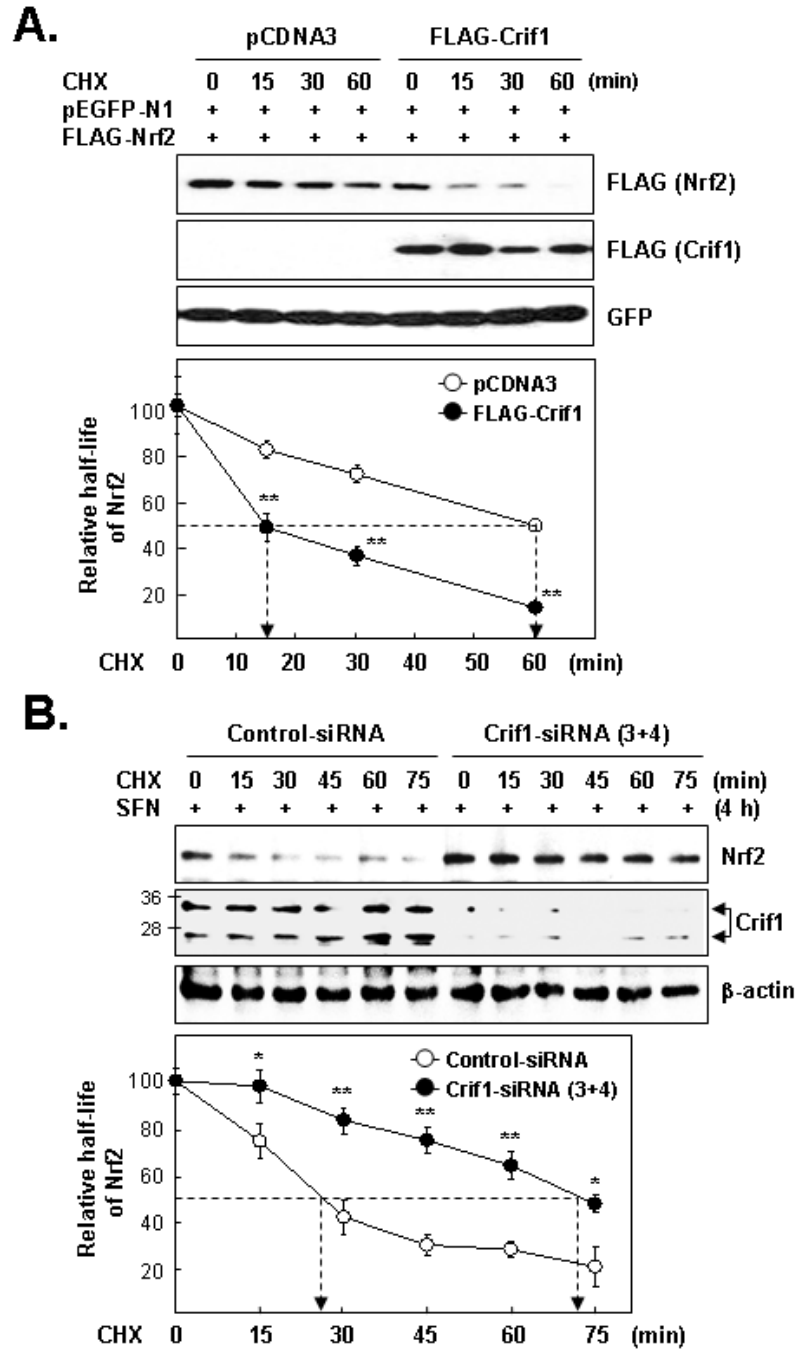 A.
pCDNA3 FLAG-Crif1
CHX 0 15 30 60 0 15 30 60 (min)
pEGFP-N1 + + + + + + + +
FLAG-Nrf2 + + + + + + + +
FLAG (Nrf2)
FLAG (Crif1)
GFP
pCDNA3
FLAG-Crif1
Relative half-life
of Nrf2
100
80
60
40
20
**
**
**
CHX 0 10 20 30 40 50 60 (min)
B.
Control-siRNA Crif1-siRNA (3+4)
CHX 0 15 30 45 60 75 0 15 30 45 60 75 (min)
SFN + + + + + + + + + + + + (4 h)
Nrf2
36
28
Crif1
β-actin
Control-siRNA
Crif1-siRNA (3+4)
Relative half-life
of Nrf2
100
80
60
40
20
*
**
**
**
*
CHX 0 15 30 45 60 75 (min)